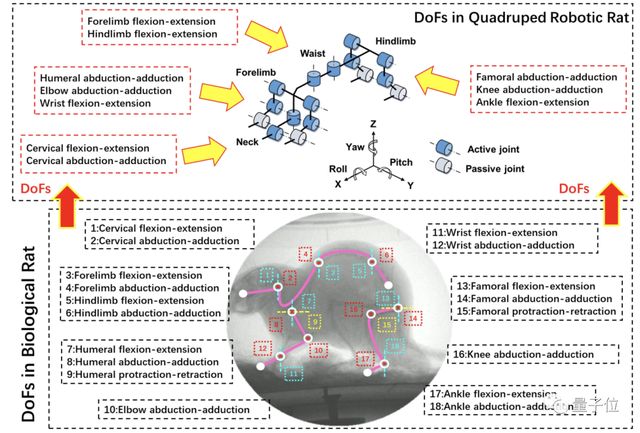 DoFs in Quadruped Robotic Rat
Forelimb flexion-extension
Hindlimb flexion-extension
Humeral abduction-adduction
Elbow abduction-adduction
Wrist flexion-extension
Cervical flexion-extension
Cervical abduction-adduction
DoFs
Waist
Hindlimb
Forelimb
Neck
Famoral abduction-adduction
Knee abduction-adduction
Ankle flexion-extension
Z
Yaw
Roll
Pitch
X
Y
Active joint
Passive joint
DoFs
DoFs in Biological Rat
1:Cervical flexion-extension
2:Cervical abduction-adduction
3:Forelimb flexion-extension
4:Forelimb abduction-adduction
5:Hindlimb flexion-extension
6:Hindlimb abduction-adduction
7:Humeral flexion-extension
8:Humeral abduction-adduction
9:Humeral protraction-retraction
10:Elbow abduction-adduction
11:Wrist flexion-extension
12:Wrist abduction-adduction
13:Famoral flexion-extension
14:Famoral abduction-adduction
15:Famoral protraction-retraction
16:Knee abduction-adduction
17:Ankle flexion-extension
18:Ankle abduction-adduction
4
6
2
13
16
14
15
9
8
10
12
11
17
18
量子位